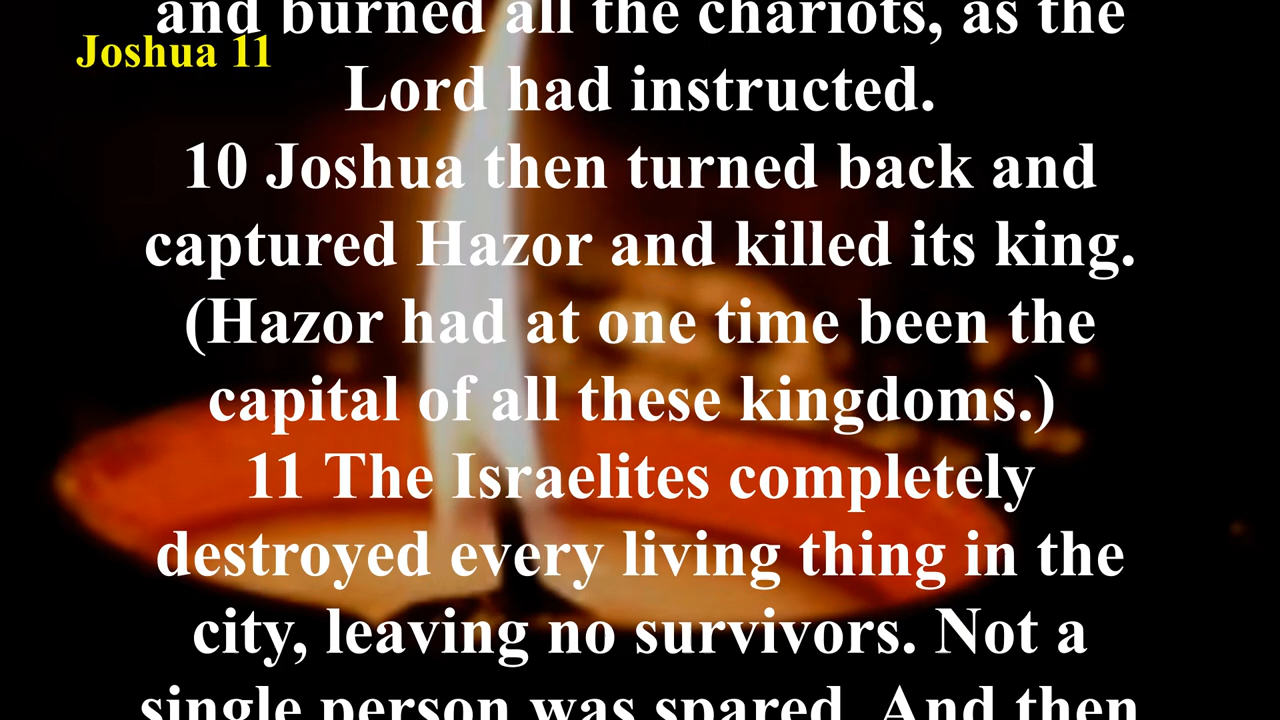 and burned all the chariots, as the
Joshua 11
Lord had instructed.
10 Joshua then turned back and
captured Hazor and killed its king.
(Hazor had at one time been the
capital of all these kingdoms.)
11 The Israelites completely
destroyed every living thing in the
city, leaving no survivors. Not a
single person was spared. And then